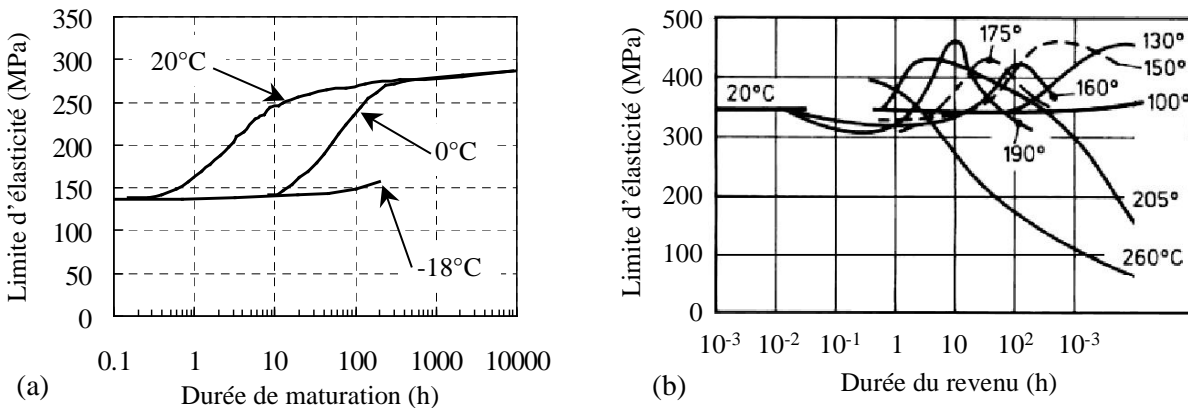 Limite d'élasticité (MPa)
350
300
250
200
150
100
50
0
20°C
0°C
-18°C
0.1 1 10 100 1000 10000
(a) Durée de maturation (h)
Limite d'élasticité (MPa)
500
400
300
200
100
0
20°C
175°
130°
150°
160°
100°
190°
205°
260°C
10-3 10-2 10-1 1 10 10² 10-3
(b) Durée du revenu (h)